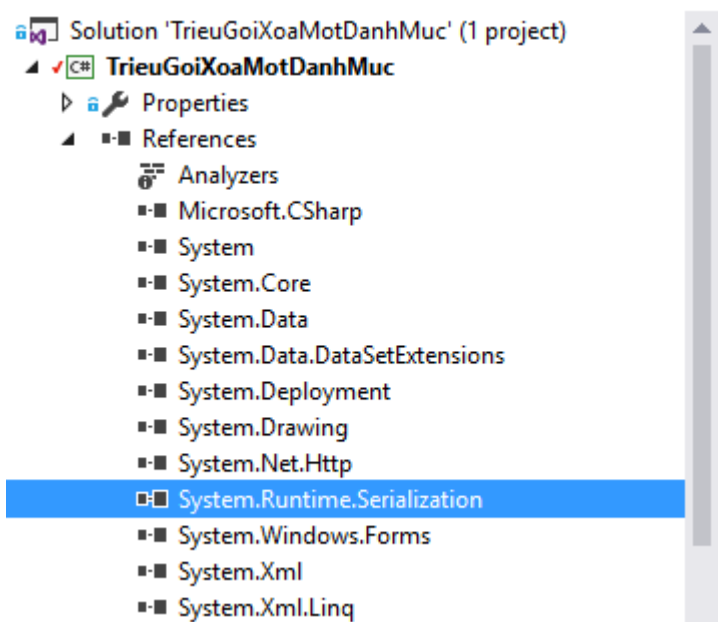 Solution 'TrieuGoiXoaMotDanhMuc' (1 project)
C# TrieuGoiXoaMotDanhMuc
Properties
References
Analyzers
Microsoft.CSharp
System
System.Core
System.Data
System.Data.DataSetExtensions
System.Deployment
System.Drawing
System.Net.Http
System.Runtime.Serialization
System.Windows.Forms
System.Xml
System.Xml.Linq